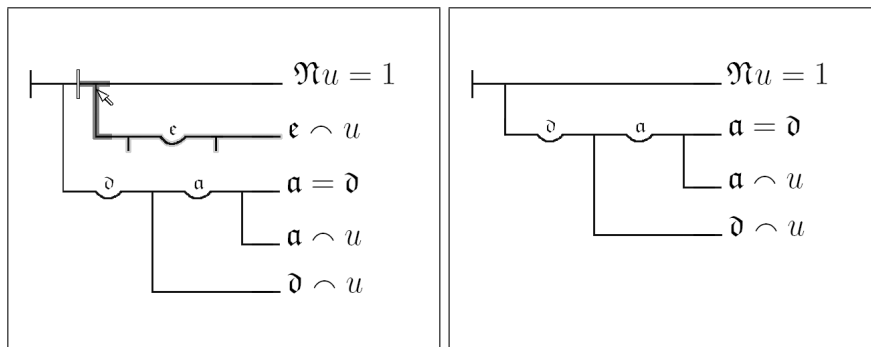 𝔑u = 1
𝔢
𝔢 ⌢ u
𝔡 𝔞
𝔞 = 𝔡
𝔞 ⌢ u
𝔡 ⌢ u
𝔑u = 1
𝔡 𝔞
𝔞 = 𝔡
𝔞 ⌢ u
𝔡 ⌢ u